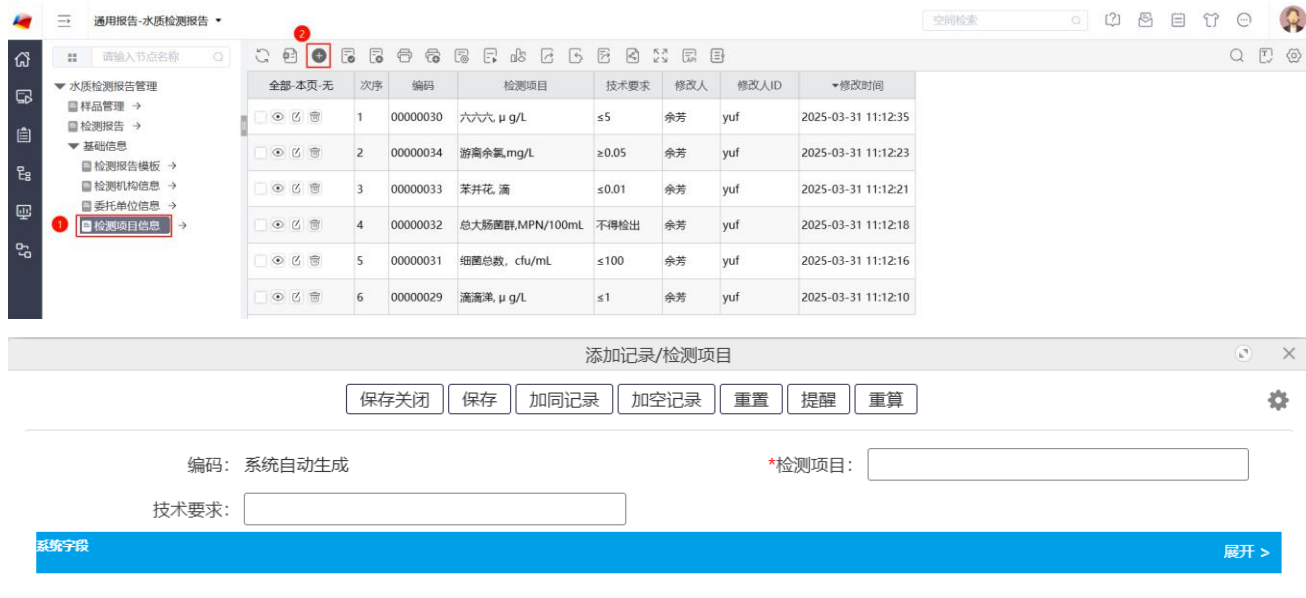 通用报告-水质检测报告 ▼ 空间检索
2
请输入节点名称
水质检测报告管理
样品管理 →
检测报告 →
基础信息
检测报告模板 →
检测机构信息 →
委托单位信息 →
1 检测项目信息 →
全部-本页-无 次序 编码 检测项目 技术要求 修改人 修改人ID ▼修改时间
1 00000030 六六六, μ g/L ≤5 余芳 yuf 2025-03-31 11:12:35
2 00000034 游离余氯,mg/L ≥0.05 余芳 yuf 2025-03-31 11:12:23
3 00000033 苯并花, 滴 ≤0.01 余芳 yuf 2025-03-31 11:12:21
4 00000032 总大肠菌群,MPN/100mL 不得检出 余芳 yuf 2025-03-31 11:12:18
5 00000031 细菌总数，cfu/mL ≤100 余芳 yuf 2025-03-31 11:12:16
6 00000029 滴滴涕, μ g/L ≤1 余芳 yuf 2025-03-31 11:12:10
添加记录/检测项目
保存关闭 保存 加同记录 加空记录 重置 提醒 重算
编码： 系统自动生成 *检测项目：
技术要求：
系统字段 展开 >